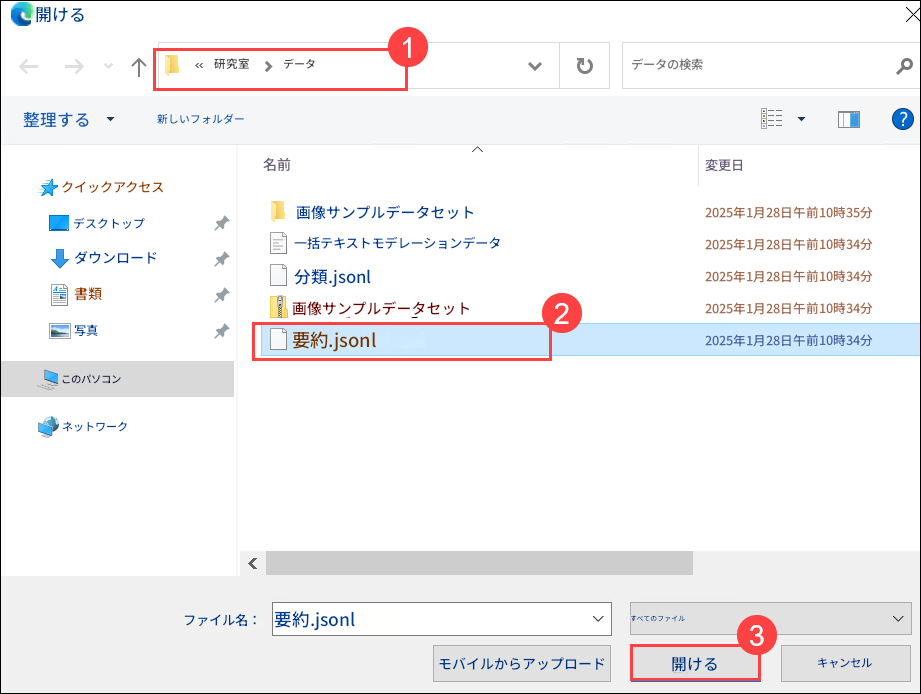 開ける
1
« 研究室 > データ
データの検索
整理する
新しいフォルダー
?
名前
変更日
クイックアクセス
デスクトップ
ダウンロード
書類
写真
このパソコン
ネットワーク
画像サンプルデータセット 2025年1月28日午前10時35分
一括テキストモデレーションデータ 2025年1月28日午前10時34分
分類.jsonl 2025年1月28日午前10時34分
画像サンプルデータセット 2025年1月28日午前10時34分
2
要約.jsonl 2025年1月28日午前10時34分
ファイル名：
要約.jsonl
すべてのファイル
3
モバイルからアップロード
開ける
キャンセル